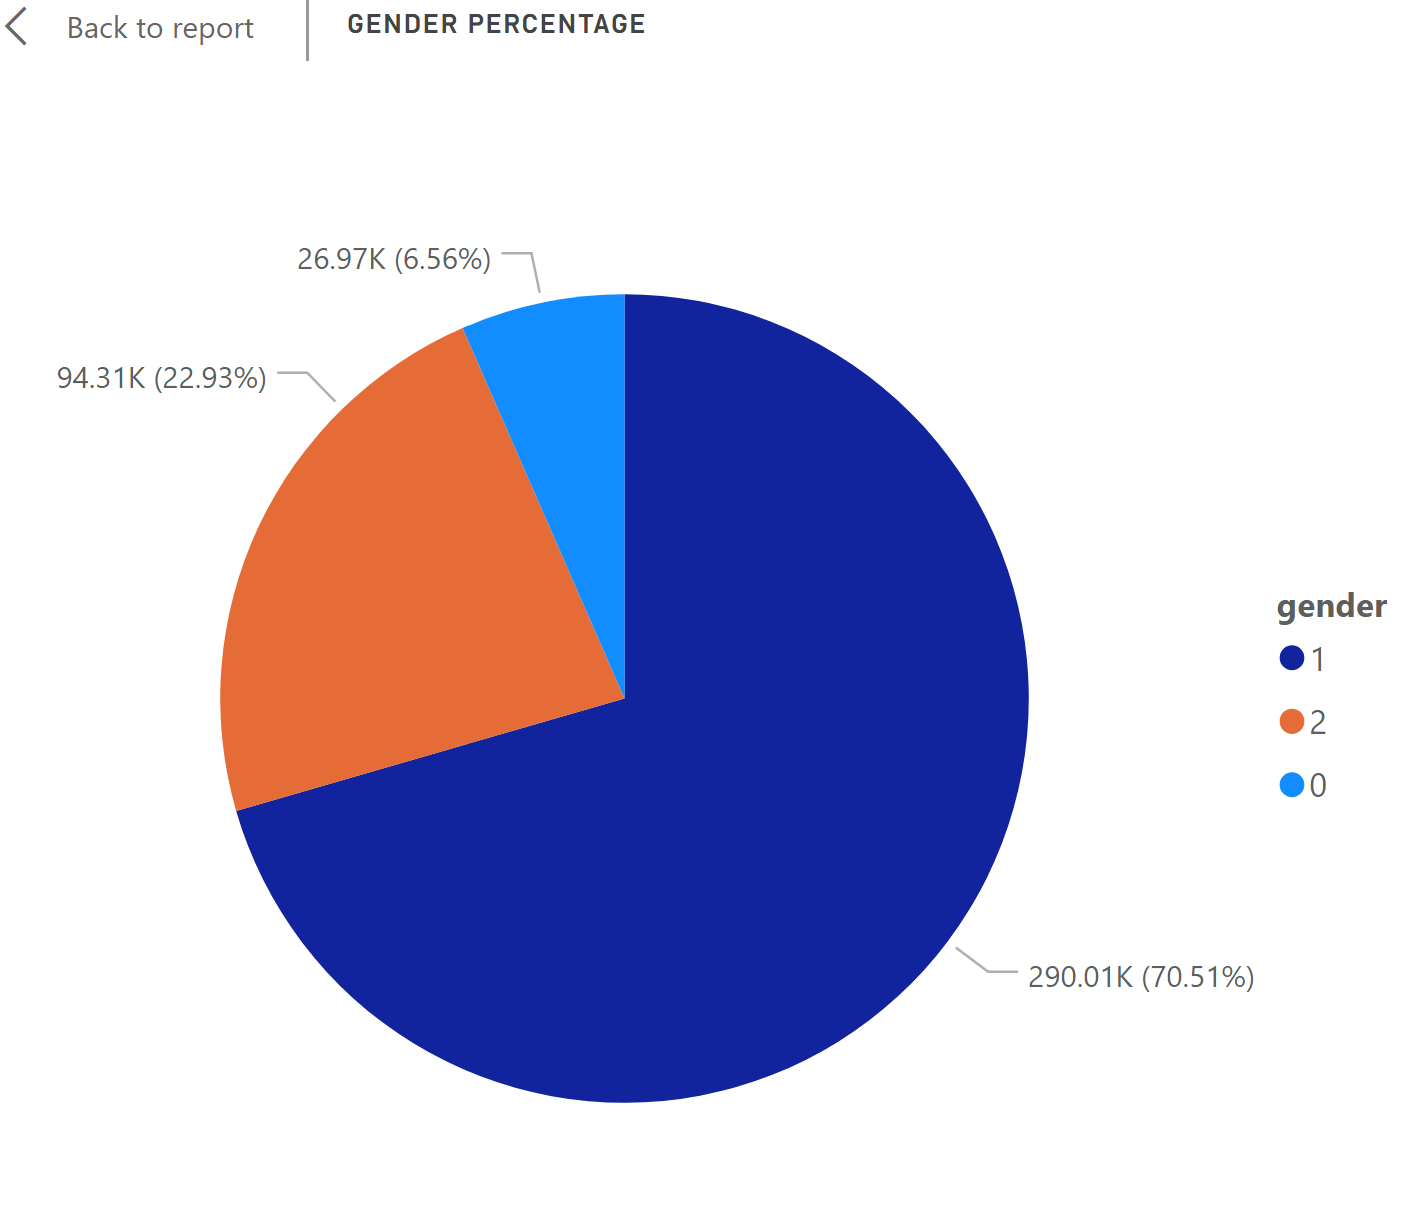 Back to report
GENDER PERCENTAGE
26.97K (6.56%)
94.31K (22.93%)
gender
1
2
0
290.01K (70.51%)